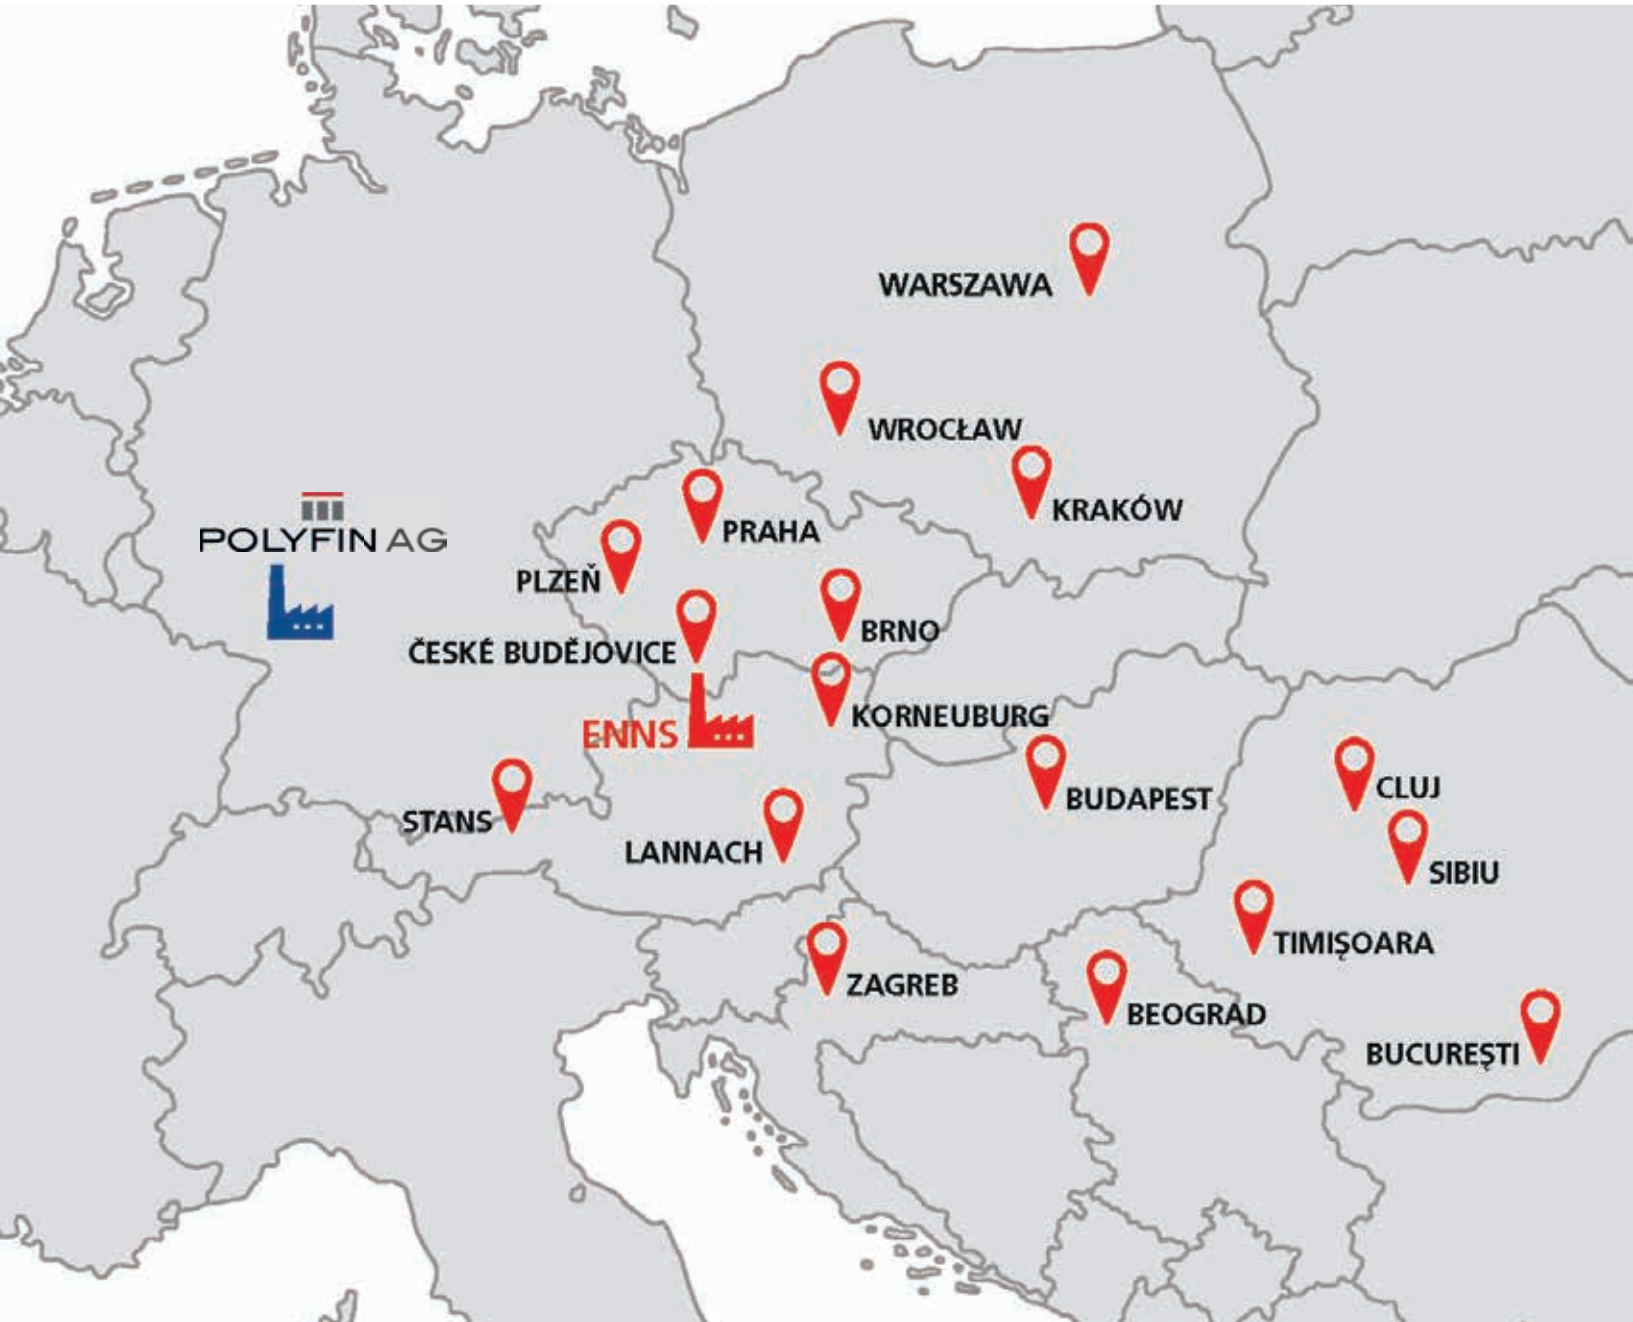 WARSZAWA
WROCŁAW
KRAKÓW
POLYFIN AG
PRAHA
PLZEŇ
BRNO
ČESKÉ BUDĚJOVICE
KORNEUBURG
ENNS
BUDAPEST
CLUJ
STANS
LANNACH
SIBIU
TIMIŞOARA
ZAGREB
BEOGRAD
BUCUREŞTI